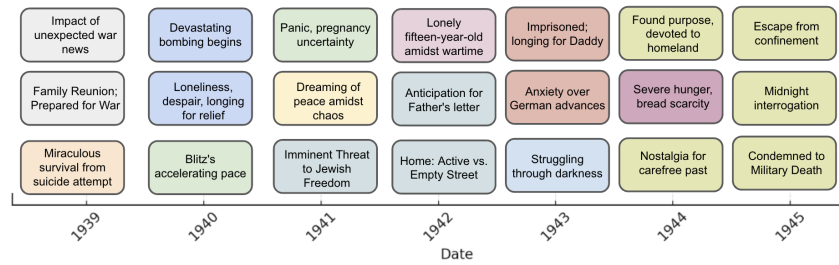 Impact of
unexpected war
news
Devastating
bombing begins
Panic, pregnancy
uncertainty
Lonely
fifteen-year-old
amidst wartime
Imprisoned;
longing for Daddy
Found purpose,
devoted to
homeland
Escape from
confinement
Family Reunion;
Prepared for War
Loneliness,
despair, longing
for relief
Dreaming of
peace amidst
chaos
Anticipation for
Father's letter
Anxiety over
German advances
Severe hunger,
bread scarcity
Midnight
interrogation
Miraculous
survival from
suicide attempt
Blitz's
accelerating pace
Imminent Threat
to Jewish
Freedom
Home: Active vs.
Empty Street
Struggling
through darkness
Nostalgia for
carefree past
Condemned to
Military Death
1939
1940
1941
1942
1943
1944
1945
Date